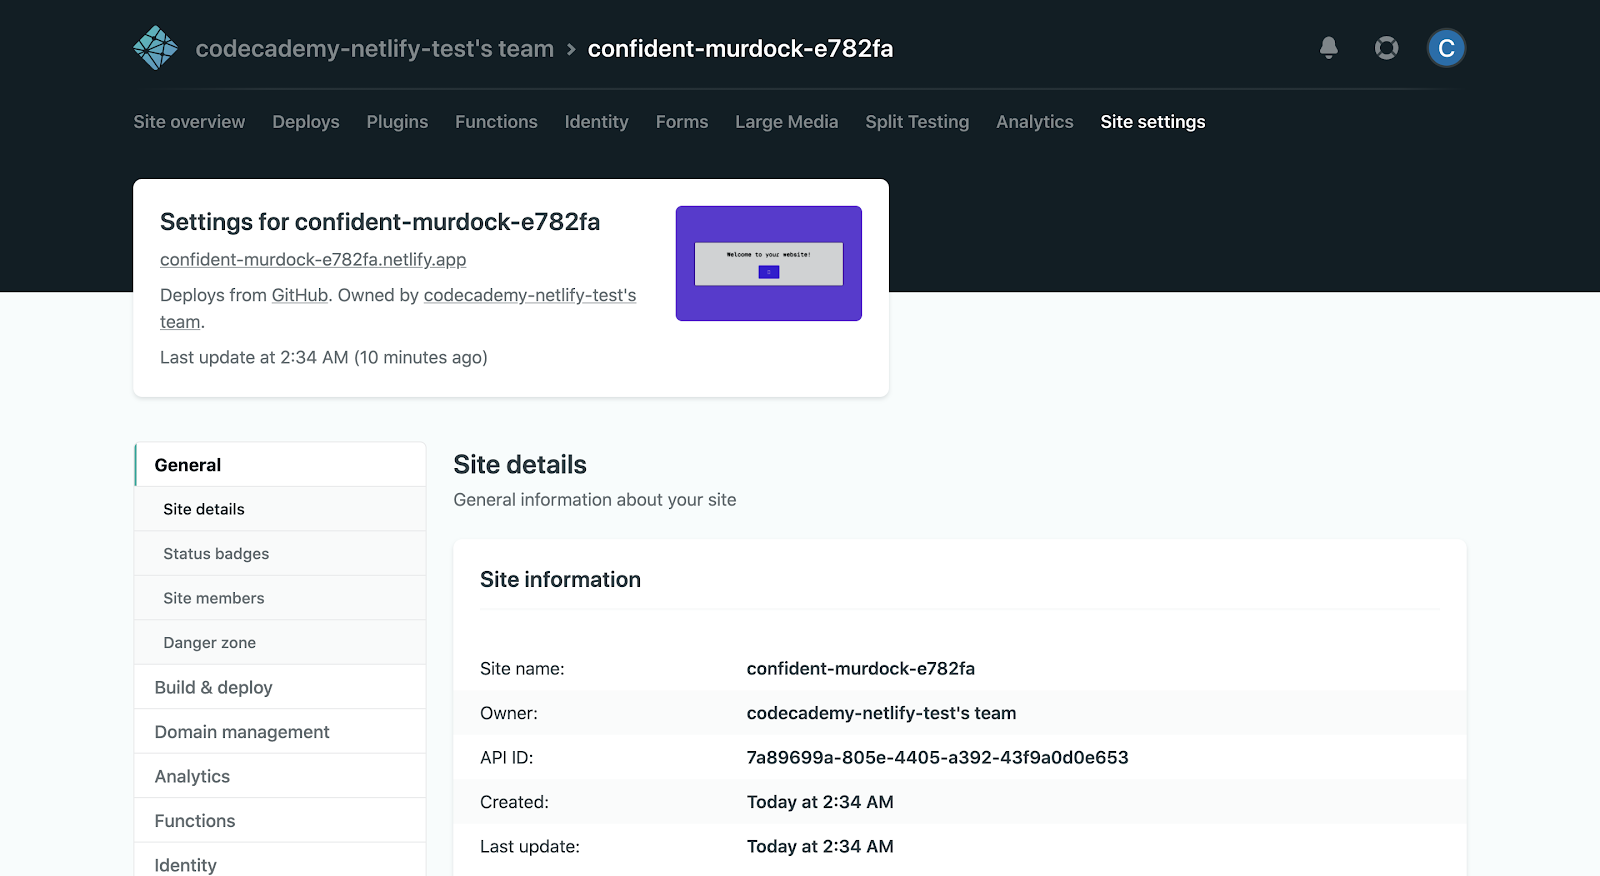 codecademy-netlify-test's team > confident-murdock-e782fa
C
Site overview Deploys Plugins Functions Identity Forms Large Media Split Testing Analytics Site settings
Settings for confident-murdock-e782fa
confident-murdock-e782fa.netlify.app
Deploys from GitHub. Owned by codecademy-netlify-test's
team.
Last update at 2:34 AM (10 minutes ago)
Welcome to your website!
General
Site details
Status badges
Site members
Danger zone
Build & deploy
Domain management
Analytics
Functions
Identity
Site details
General information about your site
Site information
Site name: confident-murdock-e782fa
Owner: codecademy-netlify-test's team
API ID: 7a89699a-805e-4405-a392-43f9a0d0e653
Created: Today at 2:34 AM
Last update: Today at 2:34 AM